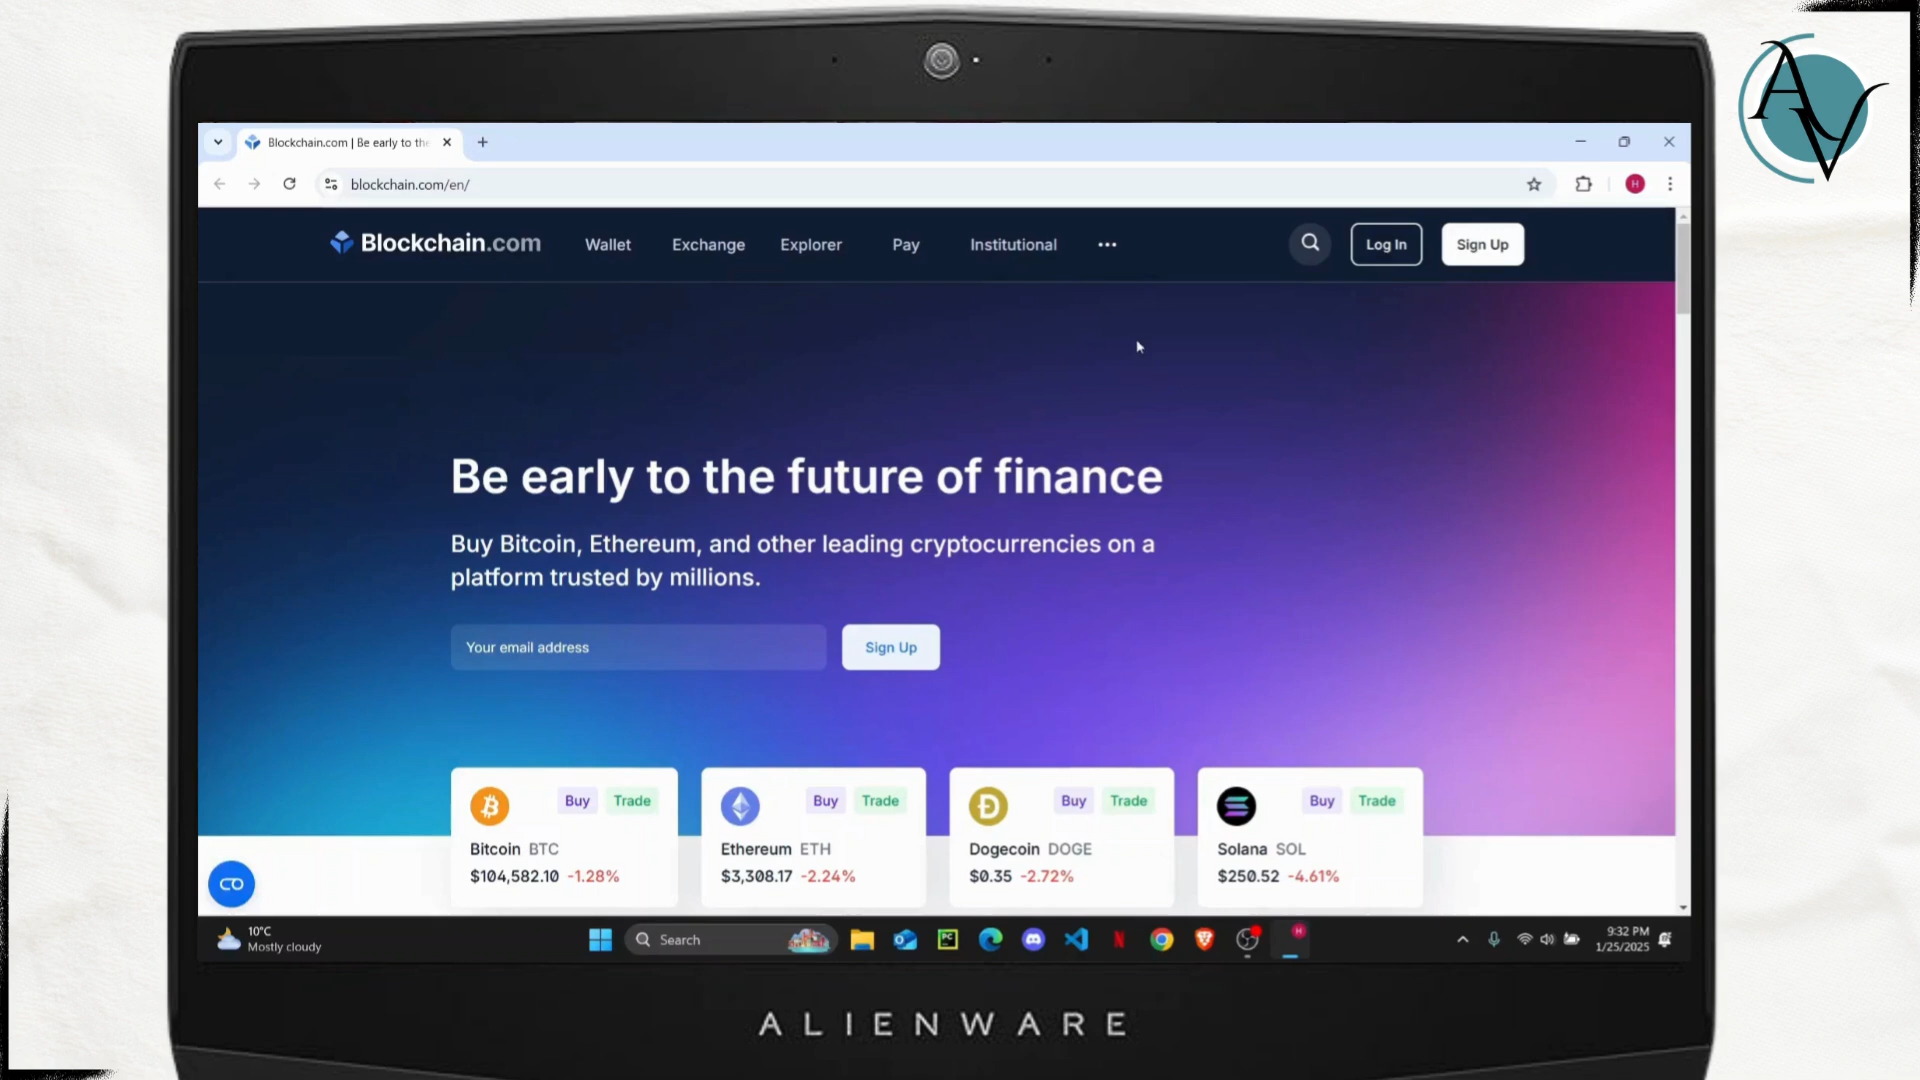 AV
Blockchain.com | Be early to the
blockchain.com/en/
H
Blockchain.com
Wallet
Exchange
Explorer
Pay
Institutional
Log In
Sign Up
Be early to the future of finance
Buy Bitcoin, Ethereum, and other leading cryptocurrencies on a
platform trusted by millions.
Your email address
Sign Up
Buy Trade
Bitcoin BTC
$104,582.10 -1.28%
Buy Trade
Ethereum ETH
$3,308.17 -2.24%
Buy Trade
Dogecoin DOGE
$0.35 -2.72%
Buy Trade
Solana SOL
$250.52 -4.61%
10°C
Mostly cloudy
Search
PC
N
H
9:32 PM
1/25/2025
ALIENWARE